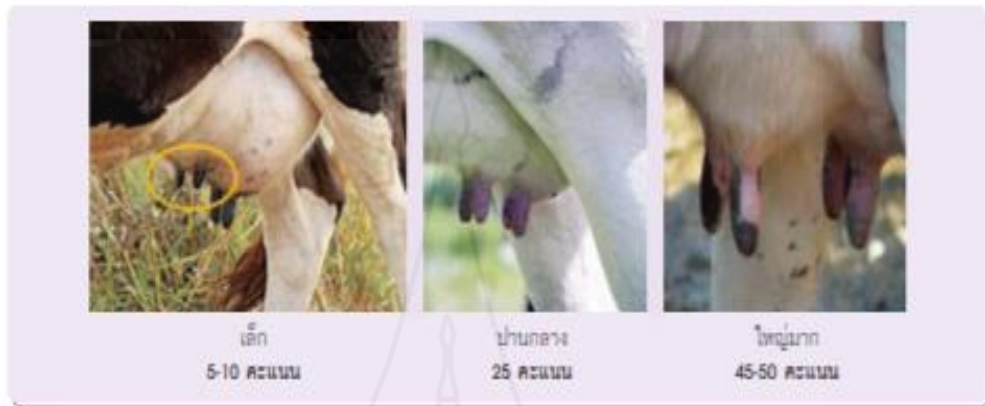 เล็ก
5-10 คะแนน
ปานกลาง
25 คะแนน
ใหญ่มาก
45-50 คะแนน